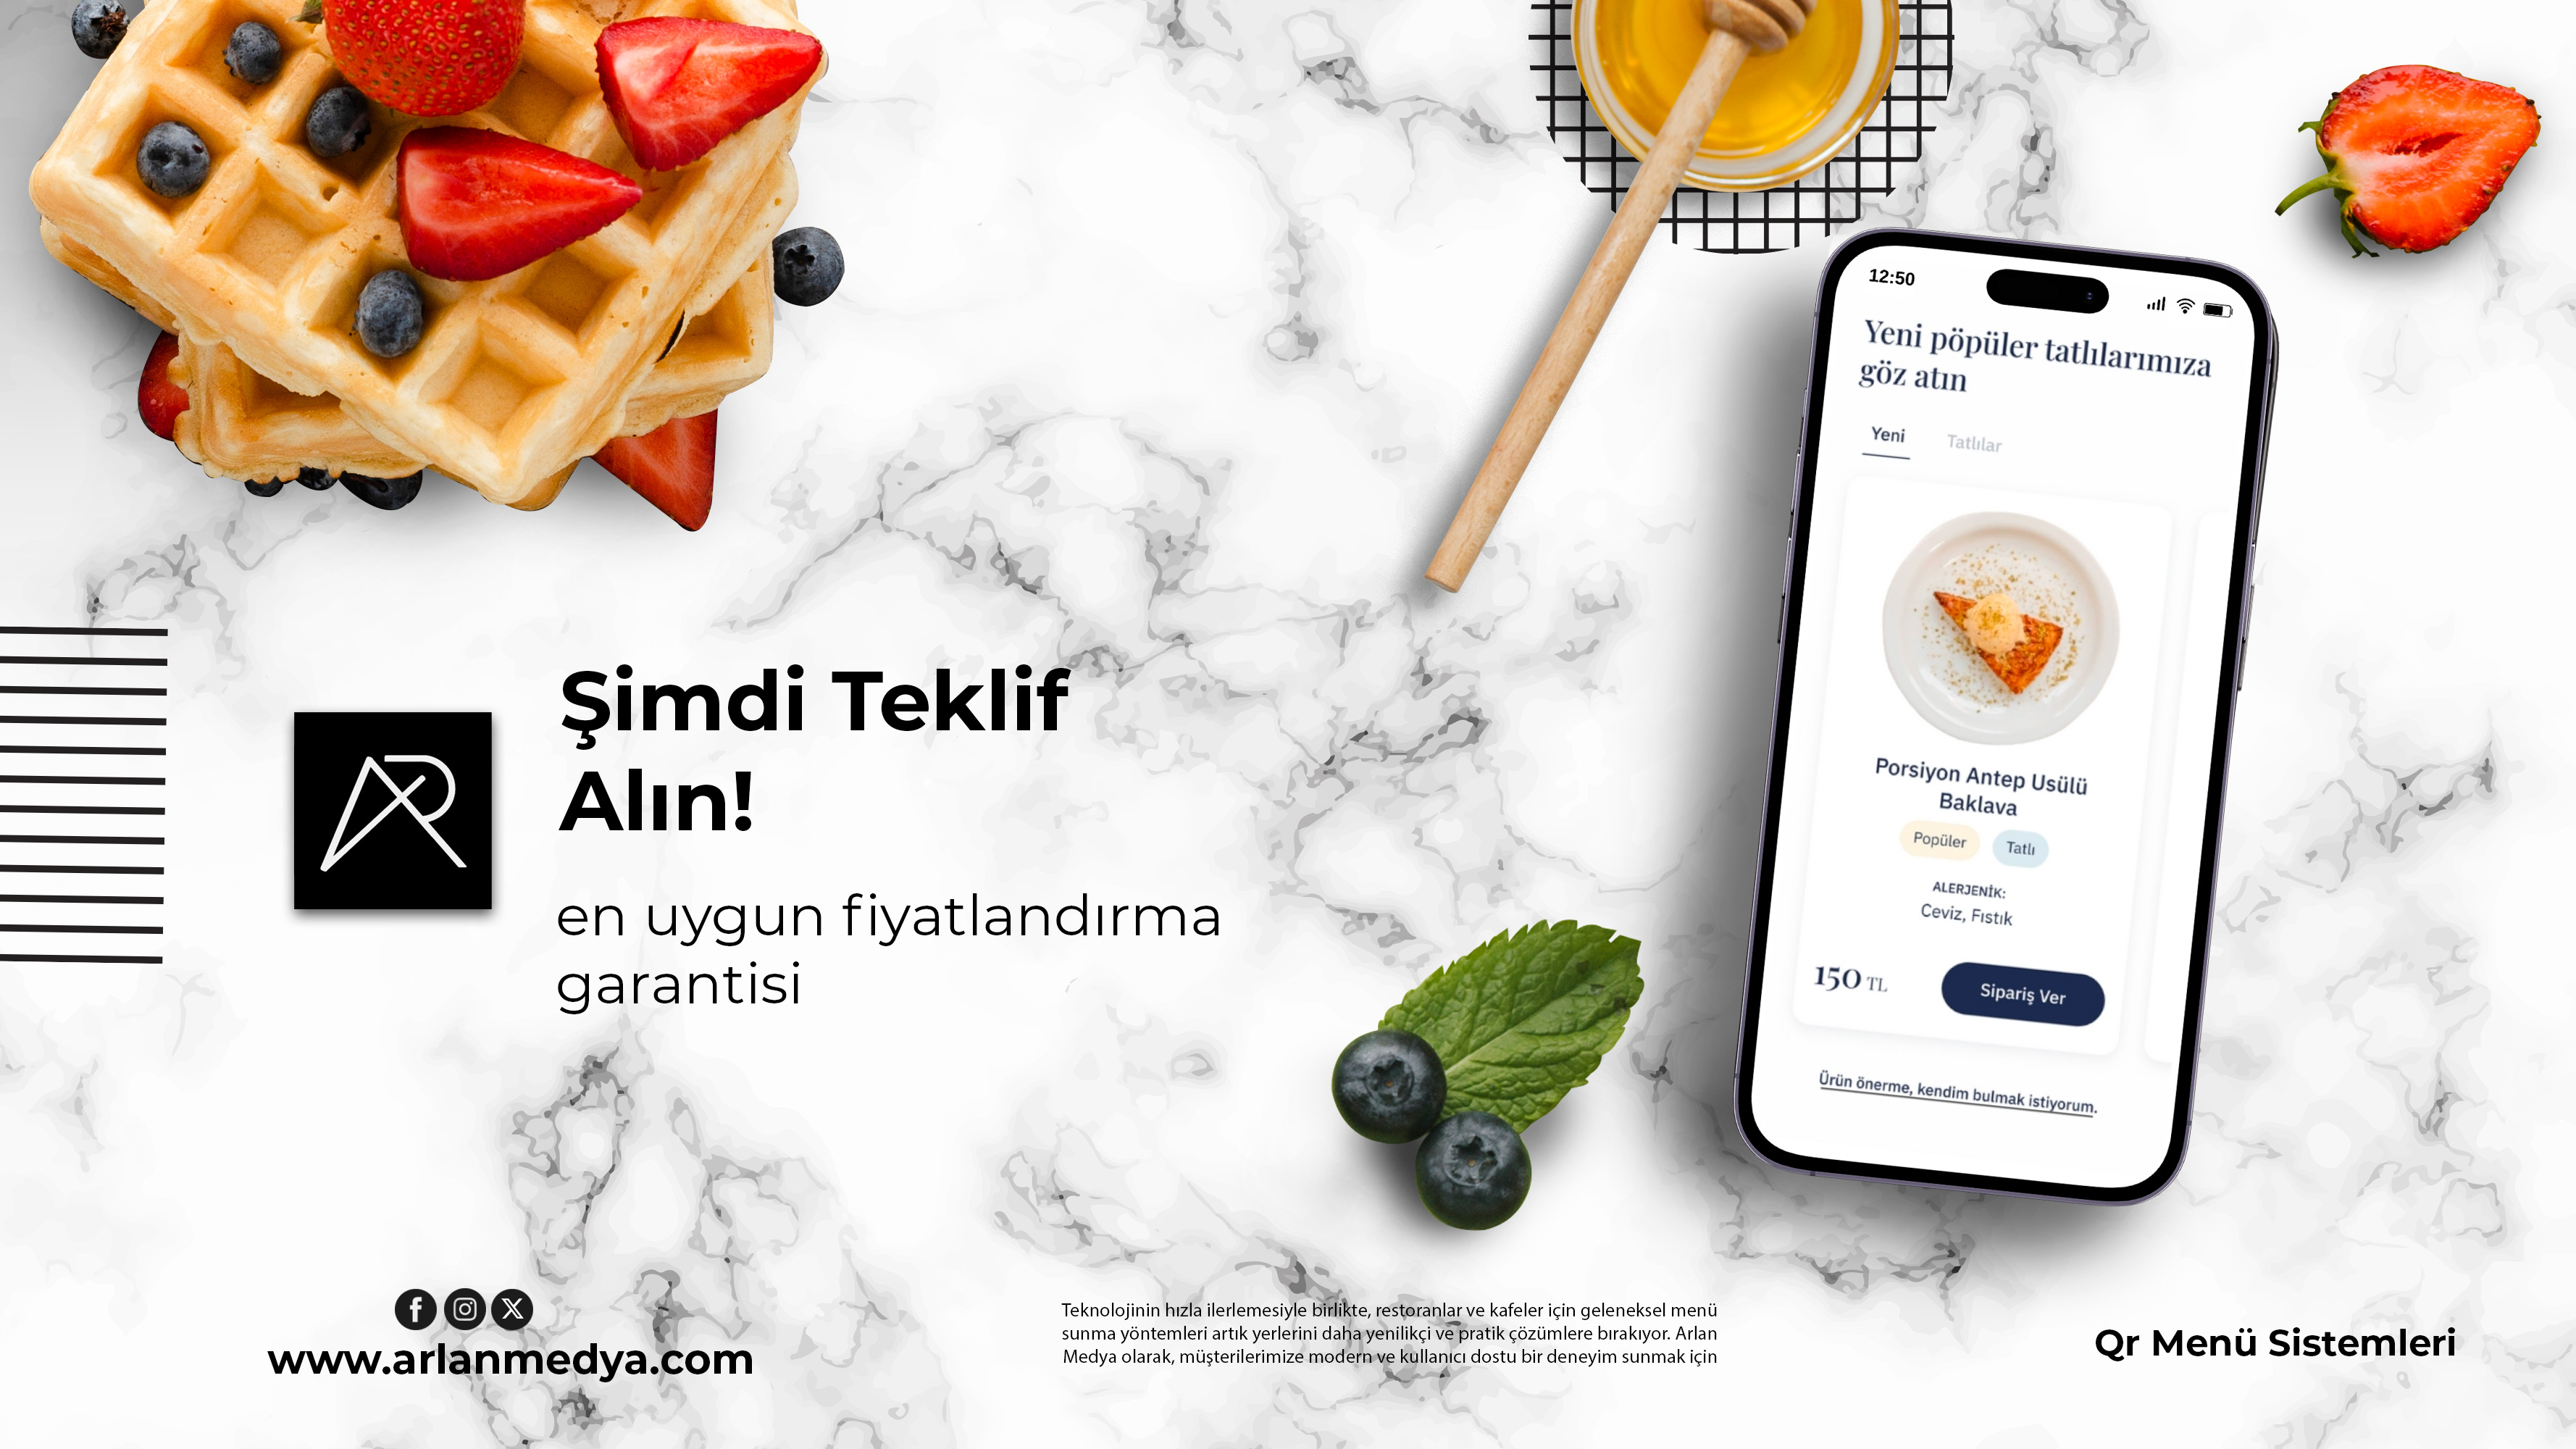 12:50
Yeni pöpüler tatlılarımıza
göz atın
Yeni Tatlılar
Porsiyon Antep Usülü
Baklava
Popüler Tatlı
ALERJENİK:
Ceviz, Fıstık
150 TL Sipariş Ver
Ürün önerme, kendim bulmak istiyorum.
Şimdi Teklif
Alın!
en uygun fiyatlandırma
garantisi
www.arlanmedya.com
Teknolojinin hızla ilerlemesiyle birlikte, restoranlar ve kafeler için geleneksel menü
sunma yöntemleri artık yerlerini daha yenilikçi ve pratik çözümlere bırakıyor. Arlan
Medya olarak, müşterilerimize modern ve kullanıcı dostu bir deneyim sunmak için
Qr Menü Sistemleri